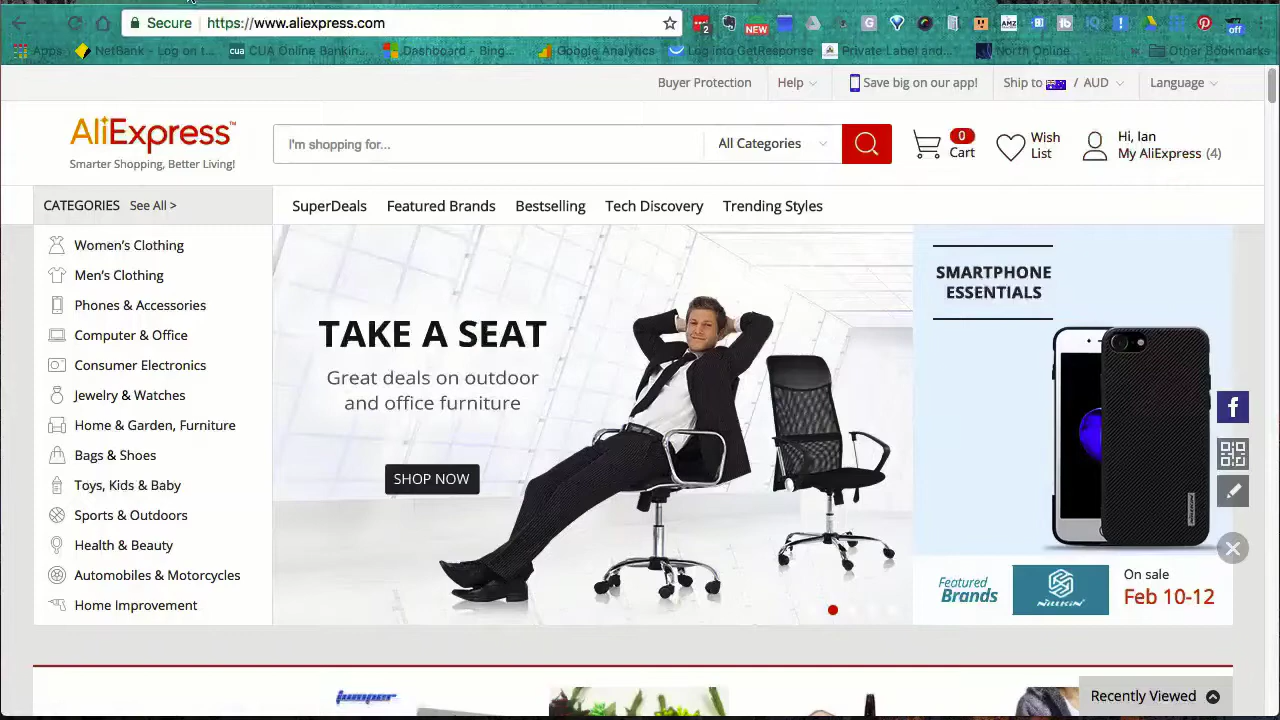 Secure https://www.aliexpress.com
2
NEW
AMZ
off
Apps NetBank - Log on t... cua CUA Online Bankin... Dashboard - Bing... Google Analytics Log into GetResponse Private Label and... North Online » Other Bookmarks
Buyer Protection Help Save big on our app! Ship to / AUD Language
AliExpress™
Smarter Shopping, Better Living!
I'm shopping for... All Categories
0
Cart
Wish
List
Hi, Ian
My AliExpress (4)
CATEGORIES See All >
SuperDeals Featured Brands Bestselling Tech Discovery Trending Styles
Women's Clothing
Men's Clothing
Phones & Accessories
Computer & Office
Consumer Electronics
Jewelry & Watches
Home & Garden, Furniture
Bags & Shoes
Toys, Kids & Baby
Sports & Outdoors
Health & Beauty
Automobiles & Motorcycles
Home Improvement
TAKE A SEAT
Great deals on outdoor
and office furniture
SHOP NOW
SMARTPHONE
ESSENTIALS
Featured
Brands
NILLKIN
On sale
Feb 10-12
jumper
Recently Viewed